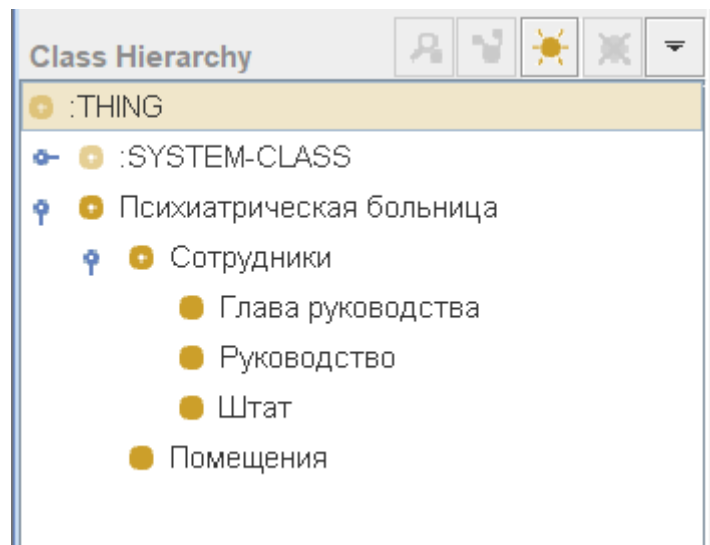 Class Hierarchy
:THING
:SYSTEM-CLASS
Психиатрическая больница
Сотрудники
Глава руководства
Руководство
Штат
Помещения